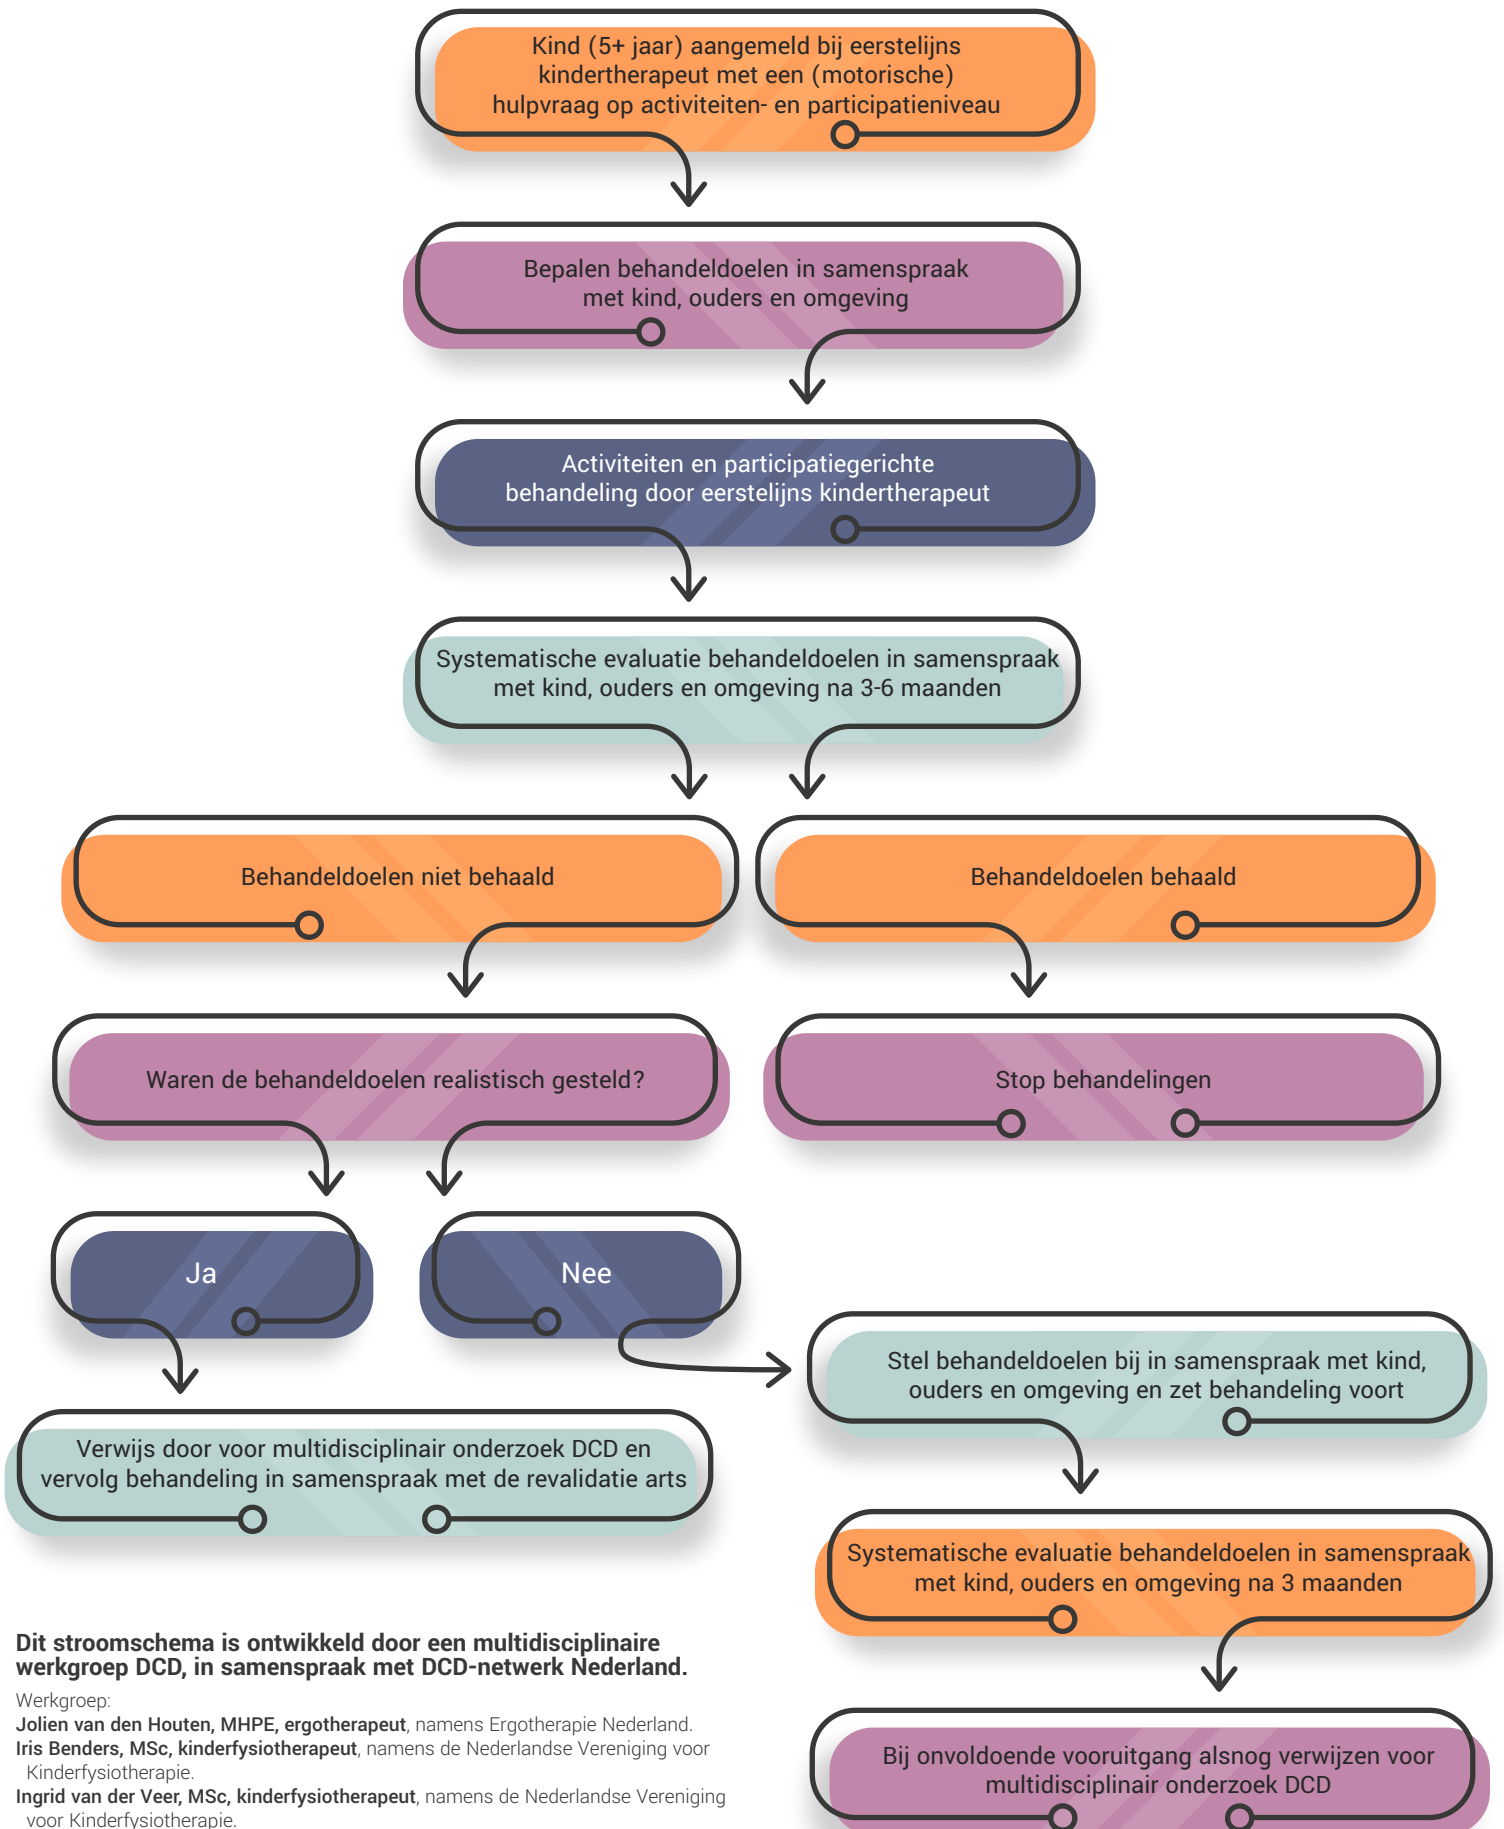 Kind (5+ jaar) aangemeld bij eerstelijns
kindertherapeut met een (motorische)
hulpvraag op activiteiten- en participatieniveau
Bepalen behandeldoelen in samenspraak
met kind, ouders en omgeving
Activiteiten en participatiegerichte
behandeling door eerstelijns kindertherapeut
Systematische evaluatie behandeldoelen in samenspraak
met kind, ouders en omgeving na 3-6 maanden
Behandeldoelen niet behaald
Behandeldoelen behaald
Waren de behandeldoelen realistisch gesteld?
Stop behandelingen
Ja
Nee
Stel behandeldoelen bij in samenspraak met kind,
ouders en omgeving en zet behandeling voort
Verwijs door voor multidisciplinair onderzoek DCD en
vervolg behandeling in samenspraak met de revalidatie arts
Systematische evaluatie behandeldoelen in samenspraak
met kind, ouders en omgeving na 3 maanden
Bij onvoldoende vooruitgang alsnog verwijzen voor
multidisciplinair onderzoek DCD
Dit stroomschema is ontwikkeld door een multidisciplinaire
werkgroep DCD, in samenspraak met DCD-netwerk Nederland.
Werkgroep:
Jolien van den Houten, MHPE, ergotherapeut, namens Ergotherapie Nederland.
Iris Benders, MSc, kinderfysiotherapeut, namens de Nederlandse Vereniging voor
Kinderfysiotherapie.
Ingrid van der Veer, MSc, kinderfysiotherapeut, namens de Nederlandse Vereniging
voor Kinderfysiotherapie.